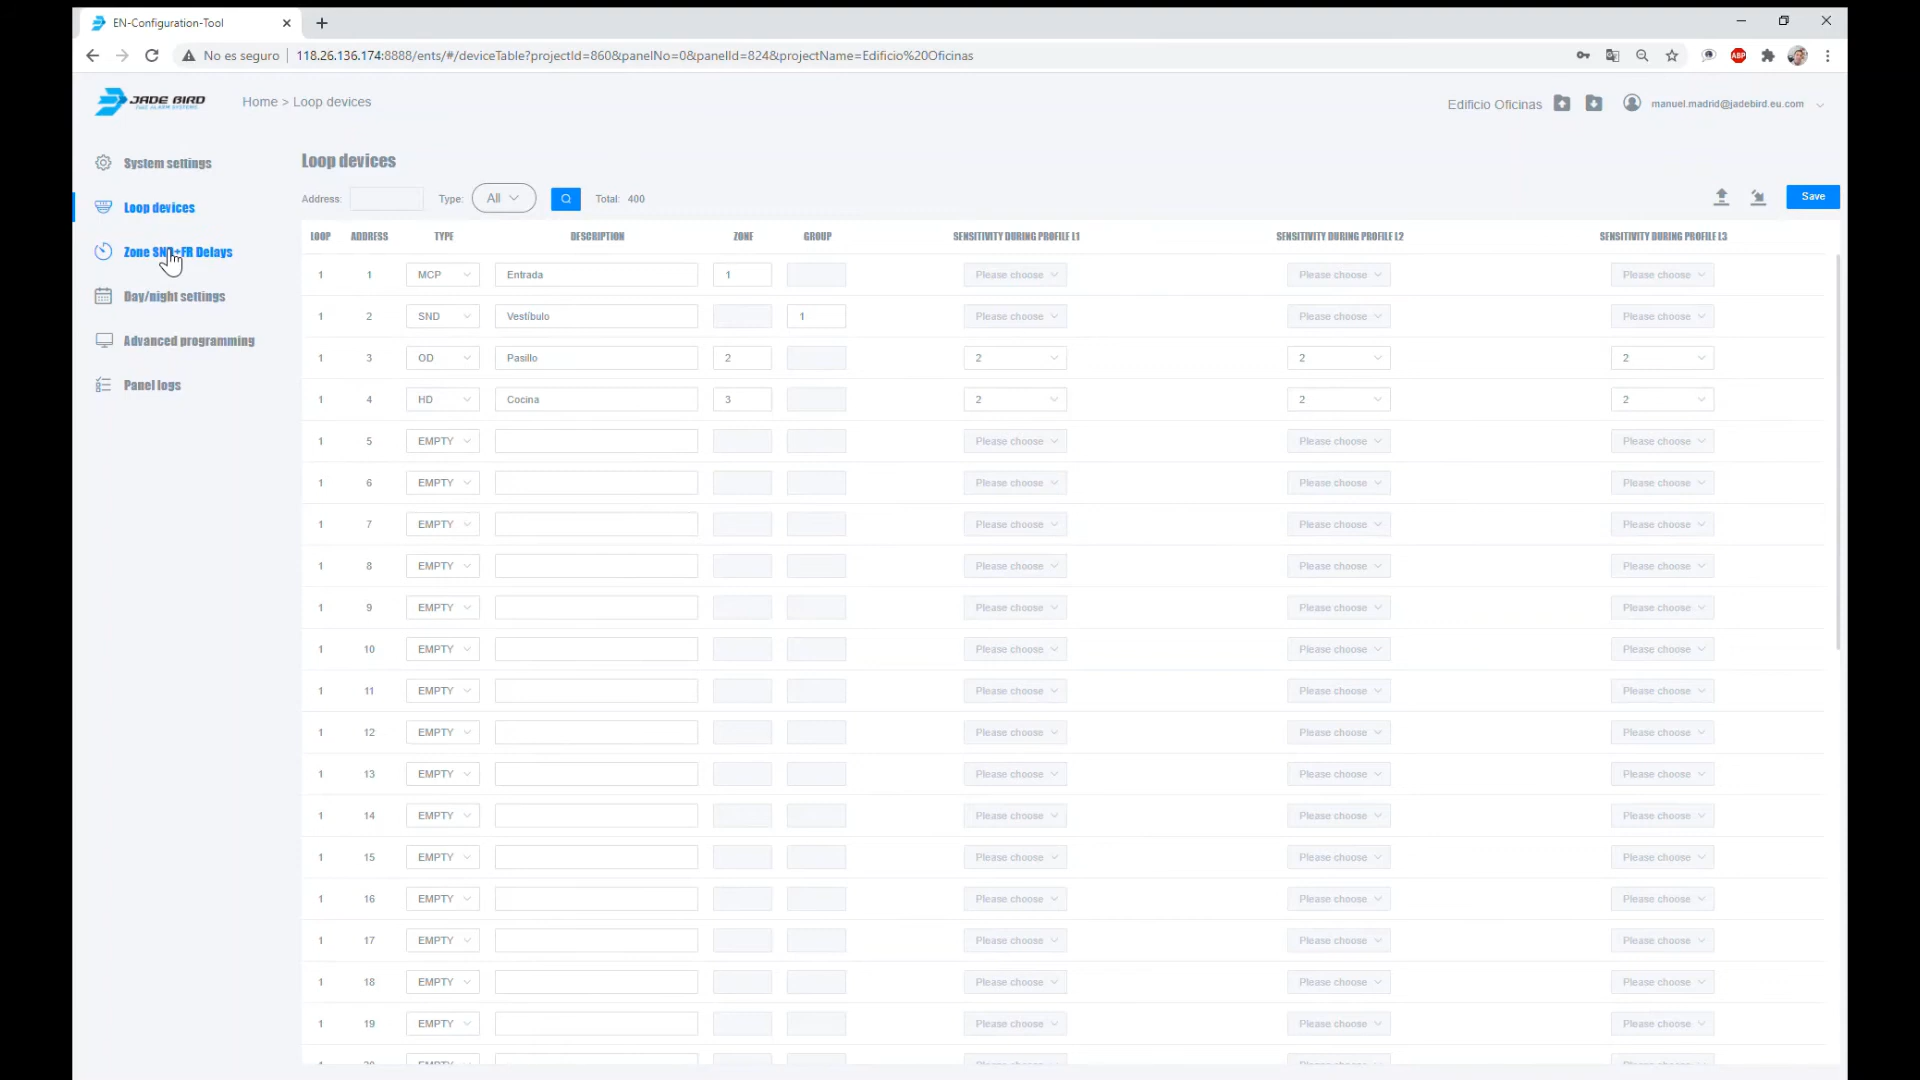 EN-Configuration-Tool
No es seguro 118.26.136.174:8888/ents/#/deviceTable?projectId=860&panelNo=0&panelId=824&projectName=Edificio%20Oficinas
ABP
JADE BIRD
FIRE ALARM SYSTEMS
Home > Loop devices
Edificio Oficinas
manuel.madrid@jadebird.eu.com
System settings
Loop devices
Zone SND+FR Delays
Day/night settings
Advanced programming
Panel logs
Loop devices
Address: Type: All Total: 400 Save
LOOP ADDRESS TYPE DESCRIPTION ZONE GROUP SENSITIVITY DURING PROFILE L1 SENSITIVITY DURING PROFILE L2 SENSITIVITY DURING PROFILE L3
1 1 MCP Entrada 1 Please choose Please choose Please choose
1 2 SND Vestíbulo 1 Please choose Please choose Please choose
1 3 OD Pasillo 2 2 2 2
1 4 HD Cocina 3 2 2 2
1 5 EMPTY Please choose Please choose Please choose
1 6 EMPTY Please choose Please choose Please choose
1 7 EMPTY Please choose Please choose Please choose
1 8 EMPTY Please choose Please choose Please choose
1 9 EMPTY Please choose Please choose Please choose
1 10 EMPTY Please choose Please choose Please choose
1 11 EMPTY Please choose Please choose Please choose
1 12 EMPTY Please choose Please choose Please choose
1 13 EMPTY Please choose Please choose Please choose
1 14 EMPTY Please choose Please choose Please choose
1 15 EMPTY Please choose Please choose Please choose
1 16 EMPTY Please choose Please choose Please choose
1 17 EMPTY Please choose Please choose Please choose
1 18 EMPTY Please choose Please choose Please choose
1 19 EMPTY Please choose Please choose Please choose